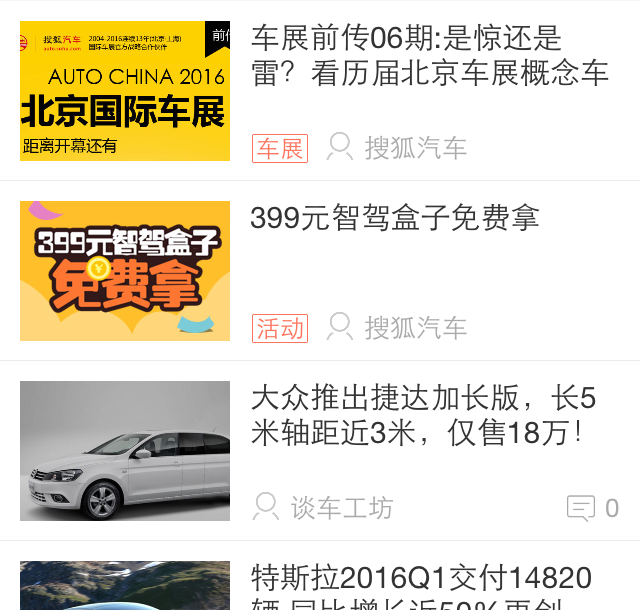 搜狐汽车
auto.sohu.com
2004-2016连续13年(北京·上海)
国际车展官方战略合作伙伴
前传
AUTO CHINA 2016
北京国际车展
距离开幕还有
车展前传06期:是惊还是
雷？看历届北京车展概念车
车展
搜狐汽车
399元智驾盒子
免费拿
399元智驾盒子免费拿
活动
搜狐汽车
大众推出捷达加长版，长5
米轴距近3米，仅售18万！
谈车工坊
0
特斯拉2016Q1交付14820
辆 同比增长近50%再创